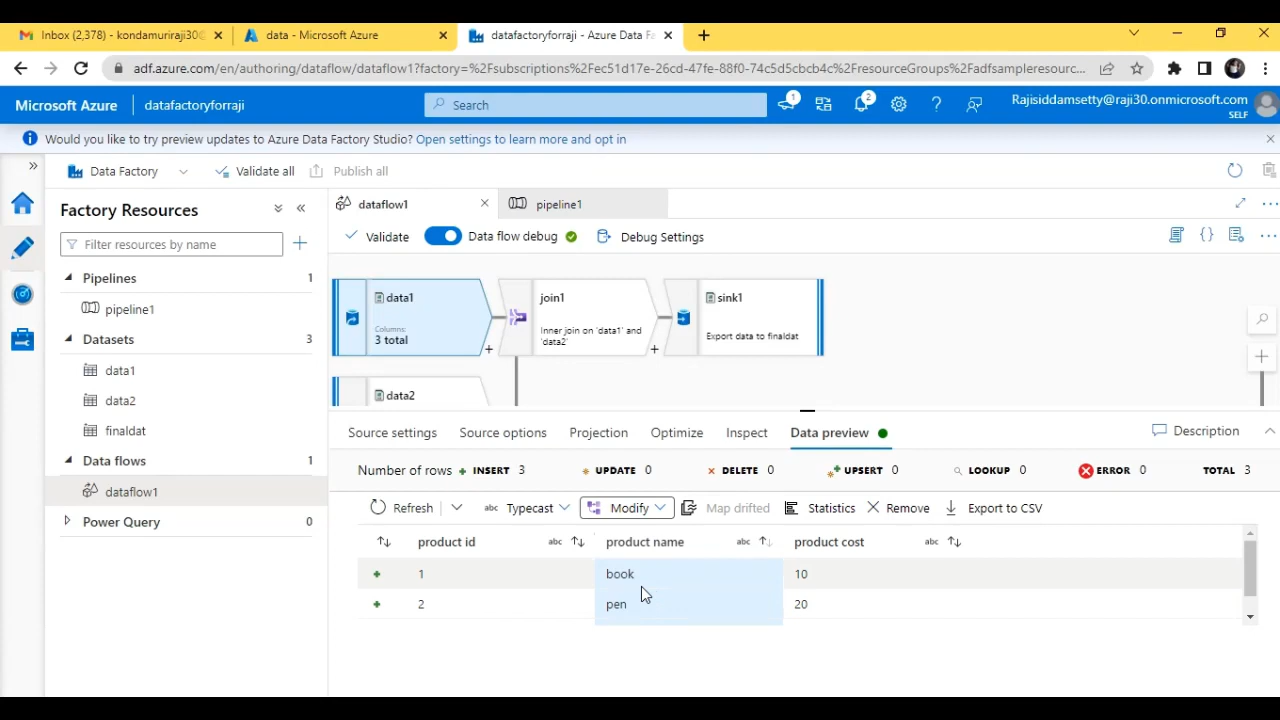 Inbox (2,378) - kondamuriraji30@
data - Microsoft Azure
datafactoryforraji - Azure Data Fa
adf.azure.com/en/authoring/dataflow/dataflow1?factory=%2Fsubscriptions%2Fec51d17e-26cd-47fe-88f0-74c5d5cbcb4c%2FresourceGroups%2Fadfsampleresourc...
Microsoft Azure
datafactoryforraji
Search
1
2
?
Rajisiddamsetty@raji30.onmicrosoft.com
SELF
Would you like to try preview updates to Azure Data Factory Studio? Open settings to learn more and opt in
Data Factory
Validate all
Publish all
Factory Resources
Filter resources by name
Pipelines 1
pipeline1
Datasets 3
data1
data2
finaldat
Data flows 1
dataflow1
Power Query 0
dataflow1
pipeline1
Validate
Data flow debug
Debug Settings
data1
Columns:
3 total
join1
Inner join on 'data1' and
'data2'
sink1
Export data to finaldat
data2
Source settings
Source options
Projection
Optimize
Inspect
Data preview
Description
Number of rows + INSERT 3
UPDATE 0
DELETE 0
UPSERT 0
LOOKUP 0
ERROR 0
TOTAL 3
Refresh
abc Typecast
Modify
Map drifted
Statistics
Remove
Export to CSV
product id abc
product name abc
product cost abc
1 book 10
2 pen 20